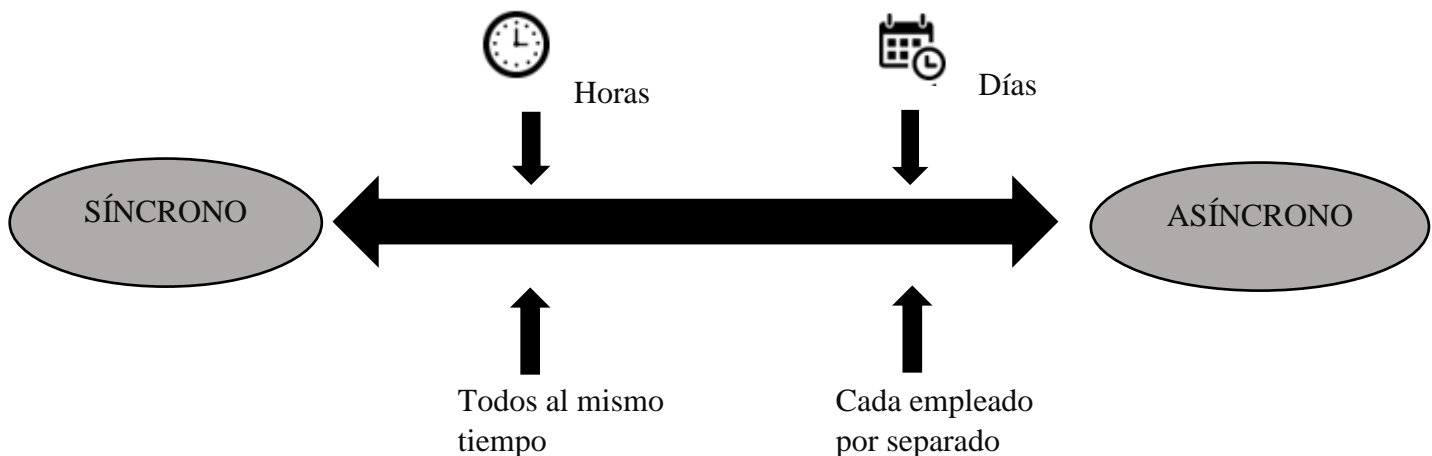 Horas
Días
SÍNCRONO
ASÍNCRONO
Todos al mismo
tiempo
Cada empleado
por separado